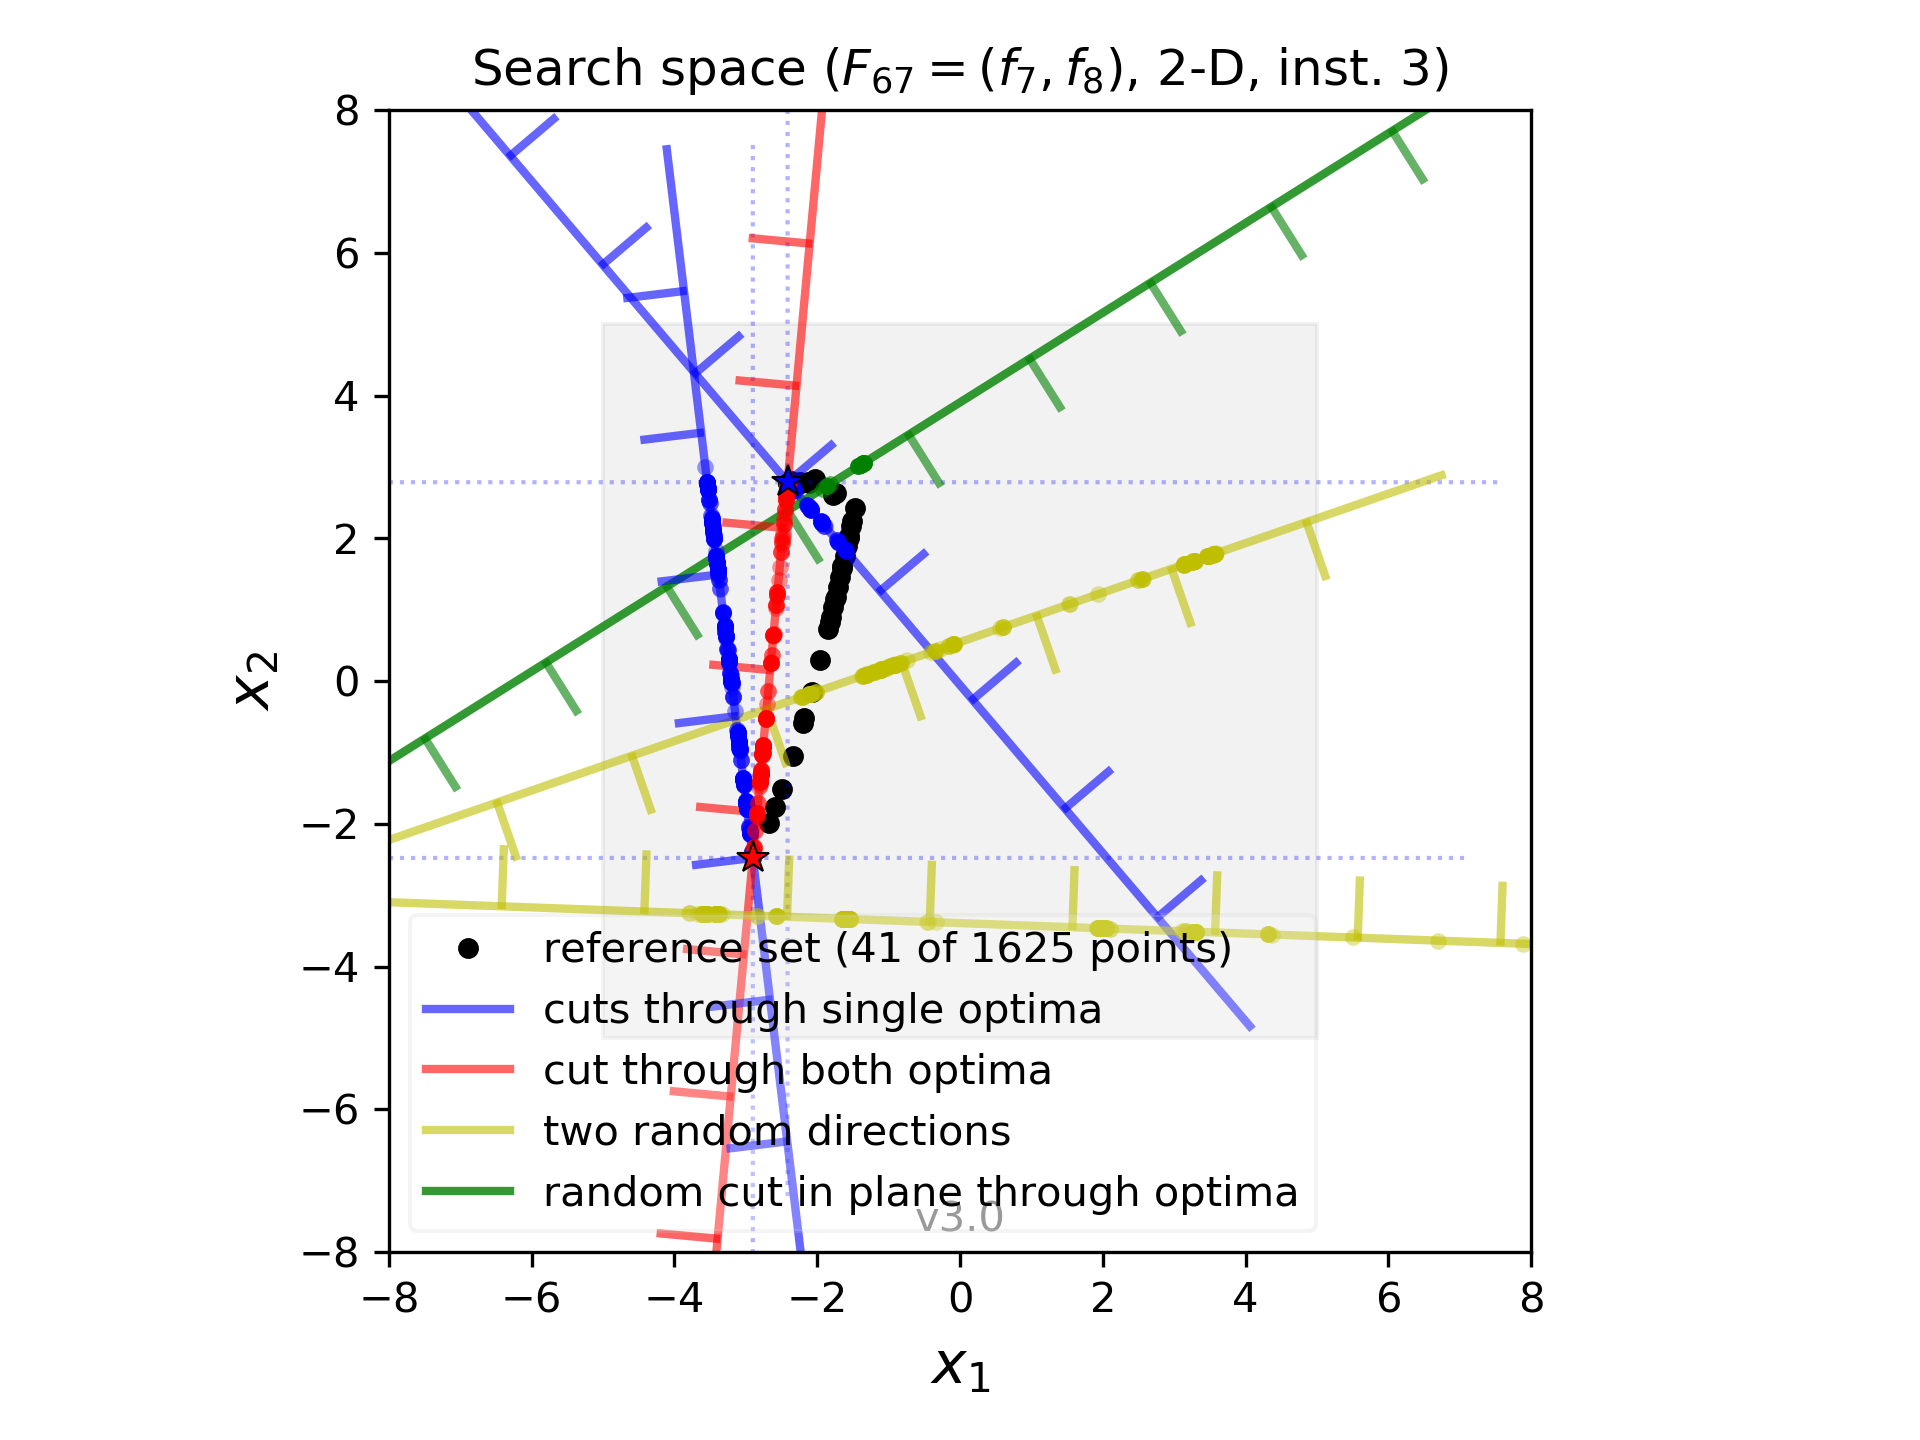 Search space (F67 = (f7, f8), 2-D, inst. 3)
8
6
4
2
0
−2
−4
−6
−8
x2
reference set (41 of 1625 points)
cuts through single optima
cut through both optima
two random directions
random cut in plane through optima
v3.0
−8 −6 −4 −2 0 2 4 6 8
x1